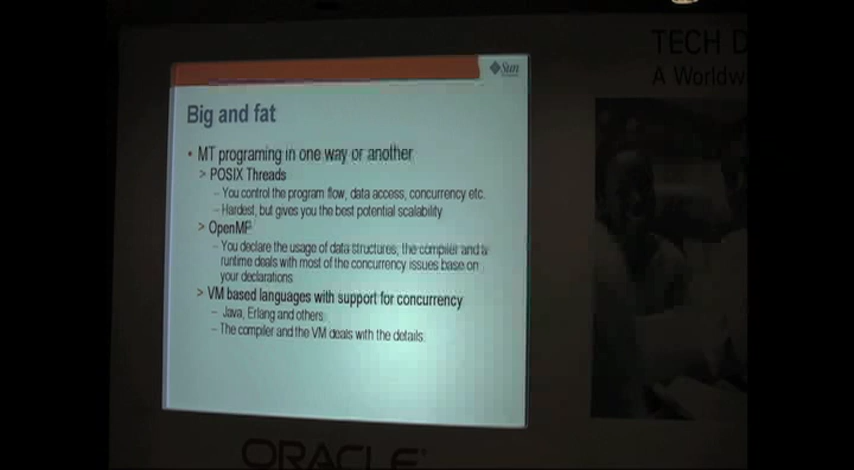 TECH D
A Worldw
Sun
Big and fat
• MT programing in one way or another
> POSIX Threads
– You control the program flow, data access, concurrency etc.
– Hardest, but gives you the best potential scalability
> OpenMP
– You declare the usage of data structures, the compiler and
runtime deals with most of the concurrency issues base on
your declarations
> VM based languages with support for concurrency
– Java, Erlang and others
– The compiler and the VM deals with the details.
ORACLE